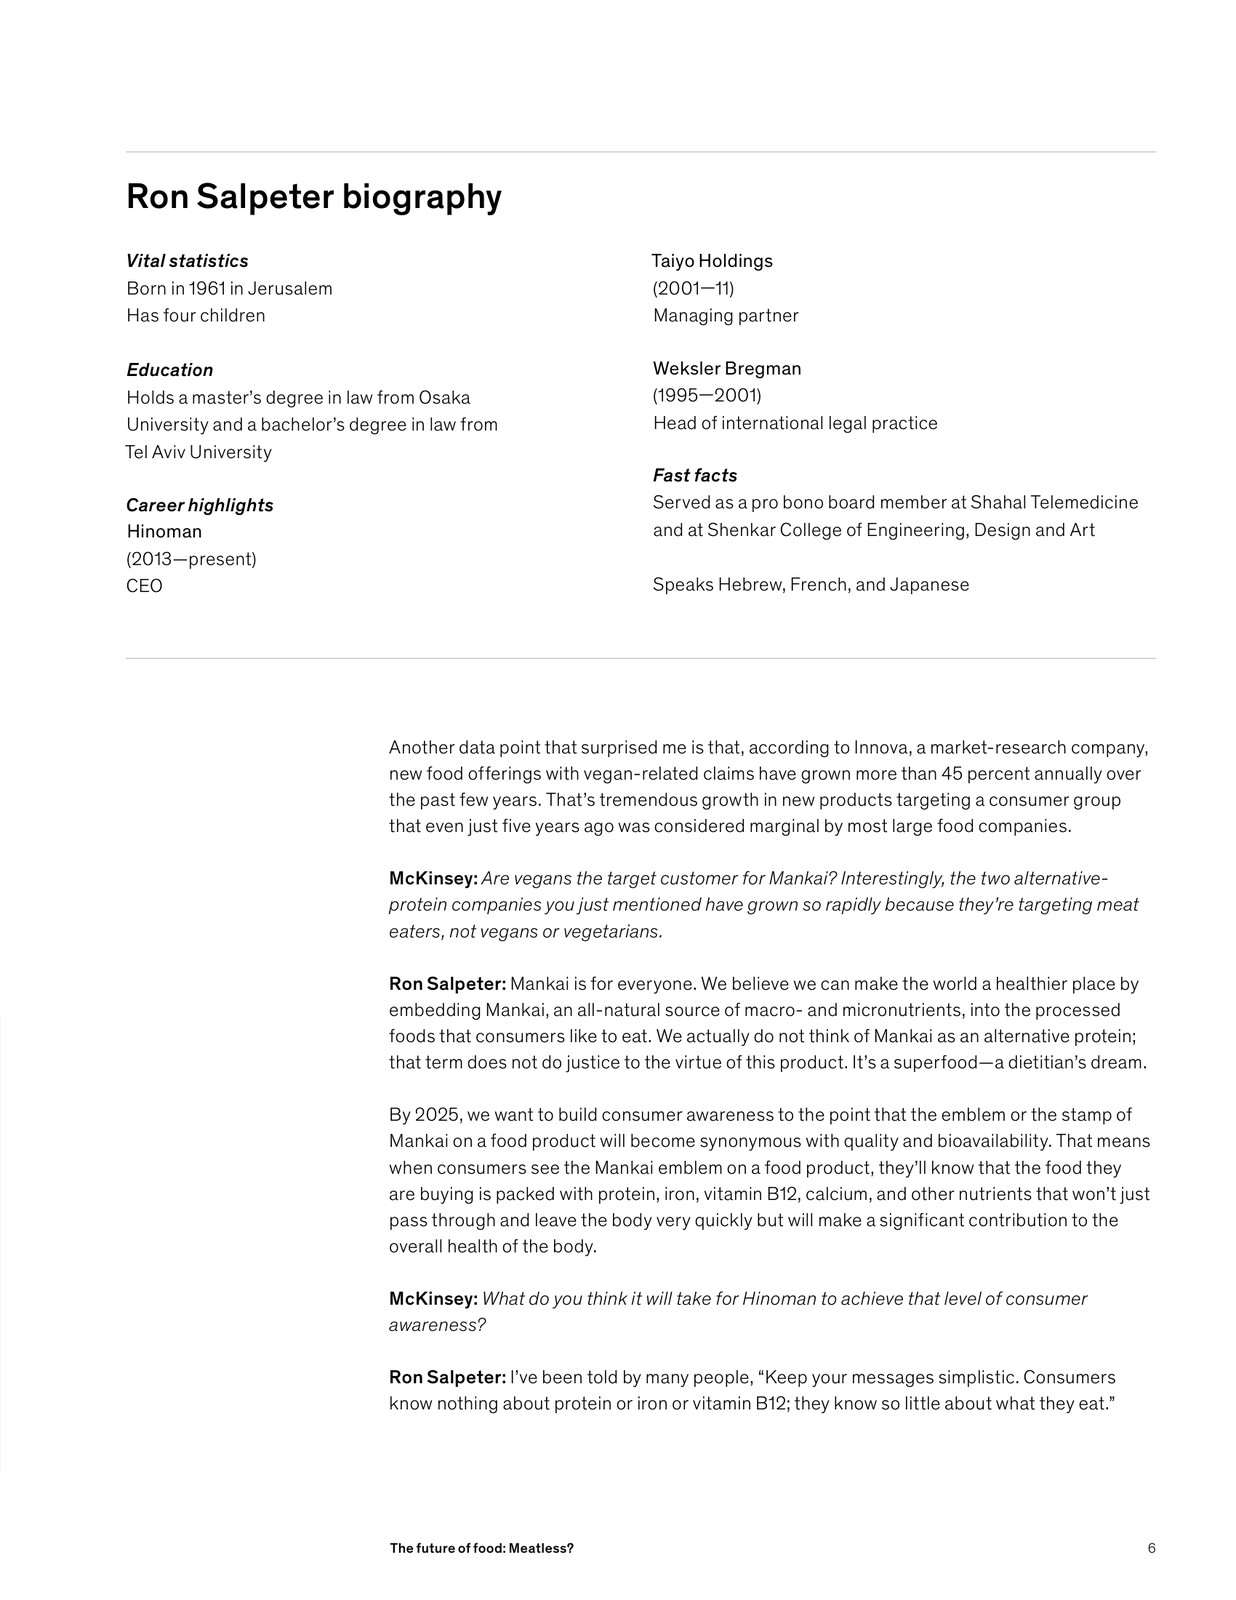 Ron Salpeter biography
Vital statistics
Born in 1961 in Jerusalem
Has four children
Education
Holds a master's degree in law from Osaka
University and a bachelor's degree in law from
Tel Aviv University
Career highlights
Hinoman
(2013—present)
CEO
Taiyo Holdings
(2001—11)
Managing partner
Weksler Bregman
(1995—2001)
Head of international legal practice
Fast facts
Served as a pro bono board member at Shahal Telemedicine
and at Shenkar College of Engineering, Design and Art
Speaks Hebrew, French, and Japanese
Another data point that surprised me is that, according to Innova, a market-research company,
new food offerings with vegan-related claims have grown more than 45 percent annually over
the past few years. That's tremendous growth in new products targeting a consumer group
that even just five years ago was considered marginal by most large food companies.
McKinsey: Are vegans the target customer for Mankai? Interestingly, the two alternative-
protein companies you just mentioned have grown so rapidly because they're targeting meat
eaters, not vegans or vegetarians.
Ron Salpeter: Mankai is for everyone. We believe we can make the world a healthier place by
embedding Mankai, an all-natural source of macro- and micronutrients, into the processed
foods that consumers like to eat. We actually do not think of Mankai as an alternative protein;
that term does not do justice to the virtue of this product. It's a superfood—a dietitian's dream.
By 2025, we want to build consumer awareness to the point that the emblem or the stamp of
Mankai on a food product will become synonymous with quality and bioavailability. That means
when consumers see the Mankai emblem on a food product, they'll know that the food they
are buying is packed with protein, iron, vitamin B12, calcium, and other nutrients that won't just
pass through and leave the body very quickly but will make a significant contribution to the
overall health of the body.
McKinsey: What do you think it will take for Hinoman to achieve that level of consumer
awareness?
Ron Salpeter: I've been told by many people, “Keep your messages simplistic. Consumers
know nothing about protein or iron or vitamin B12; they know so little about what they eat.”
The future of food: Meatless?
6